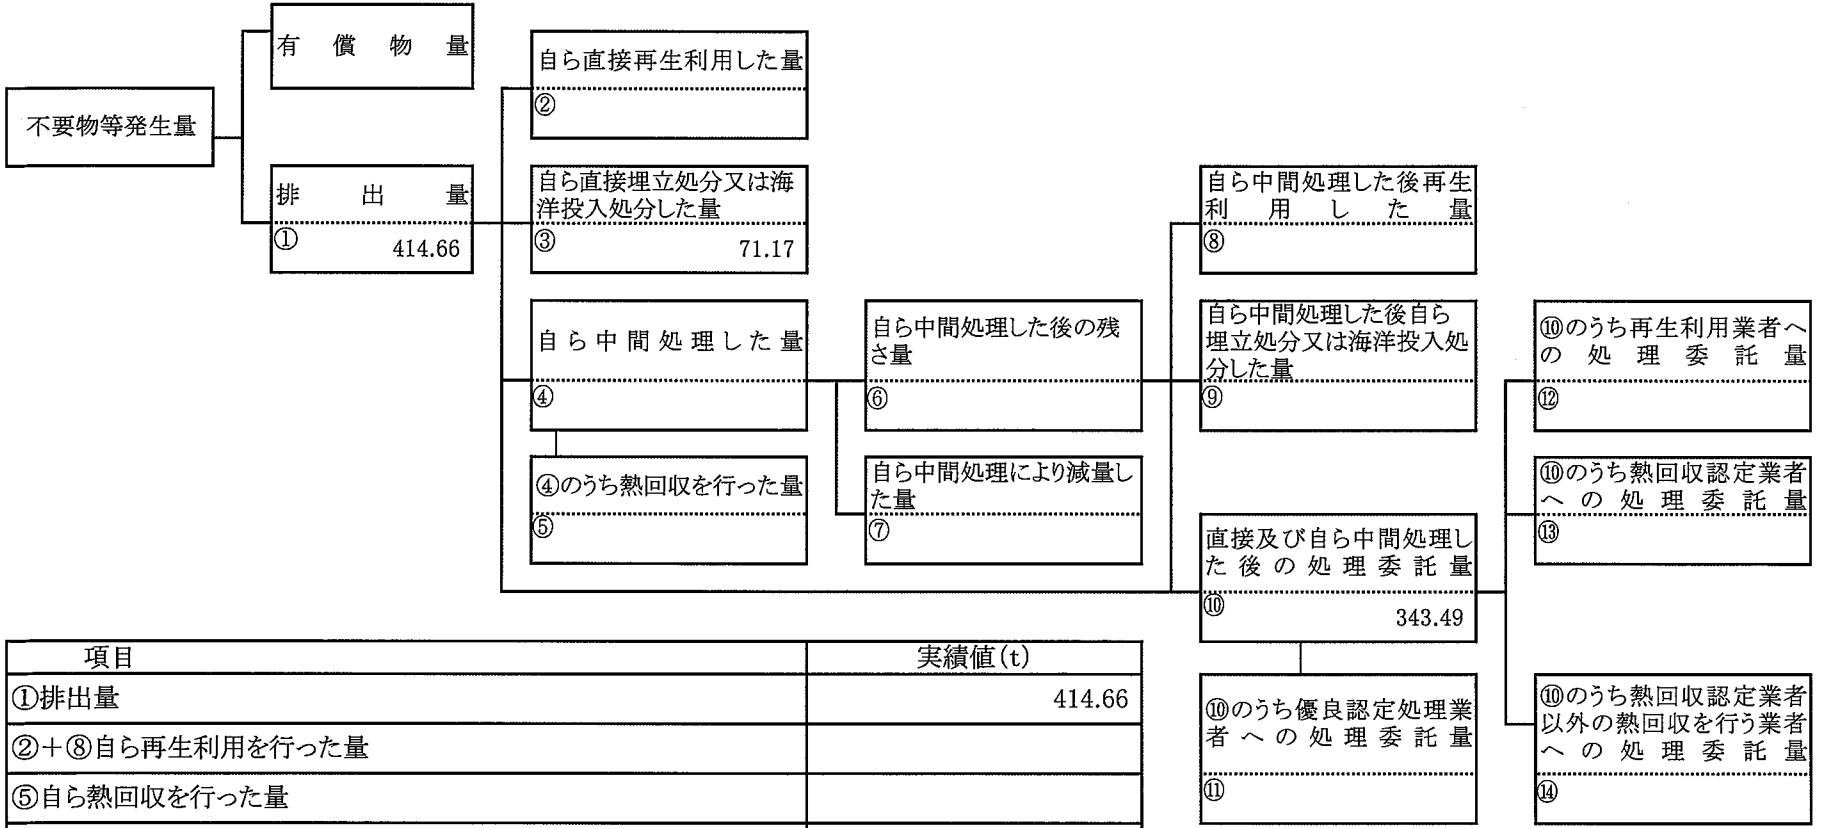 有償物量
不要物等発生量
排出量
①
414.66
自ら直接再生利用した量
②
自ら直接埋立処分又は海
洋投入処分した量
③
71.17
自ら中間処理した量
④
④のうち熱回収を行った量
⑤
自ら中間処理した後の残
さ量
⑥
自ら中間処理により減量し
た量
⑦
自ら中間処理した後再生
利用した量
⑧
自ら中間処理した後自ら
埋立処分又は海洋投入処
分した量
⑨
直接及び自ら中間処理し
た後の処理委託量
⑩
343.49
⑩のうち優良認定処理業
者への処理委託量
⑪
⑩のうち再生利用業者へ
の処理委託量
⑫
⑩のうち熱回収認定業者
への処理委託量
⑬
⑩のうち熱回収認定業者
以外の熱回収を行う業者
への処理委託量
⑭
項目 実績値(t)
①排出量 414.66
②+⑧自ら再生利用を行った量
⑤自ら熱回収を行った量